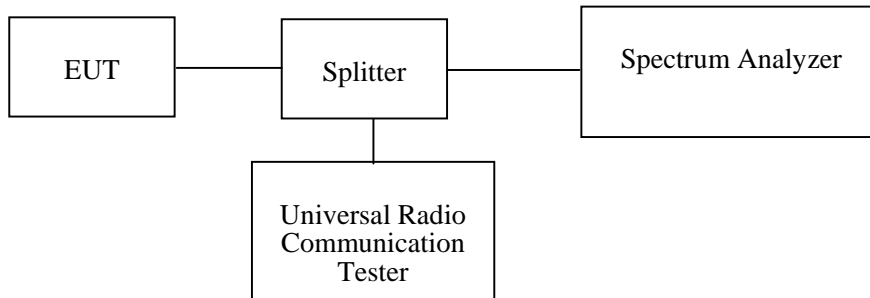 EUT
Splitter
Spectrum Analyzer
Universal Radio
Communication
Tester